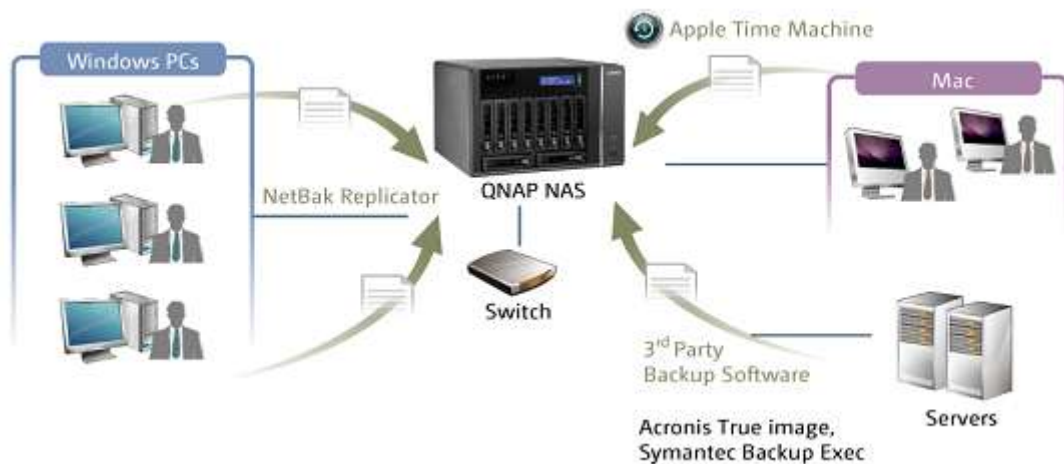 Apple Time Machine
Windows PCs
Mac
NetBak Replicator
QNAP NAS
Switch
3rd Party
Backup Software
Servers
Acronis True image,
Symantec Backup Exec